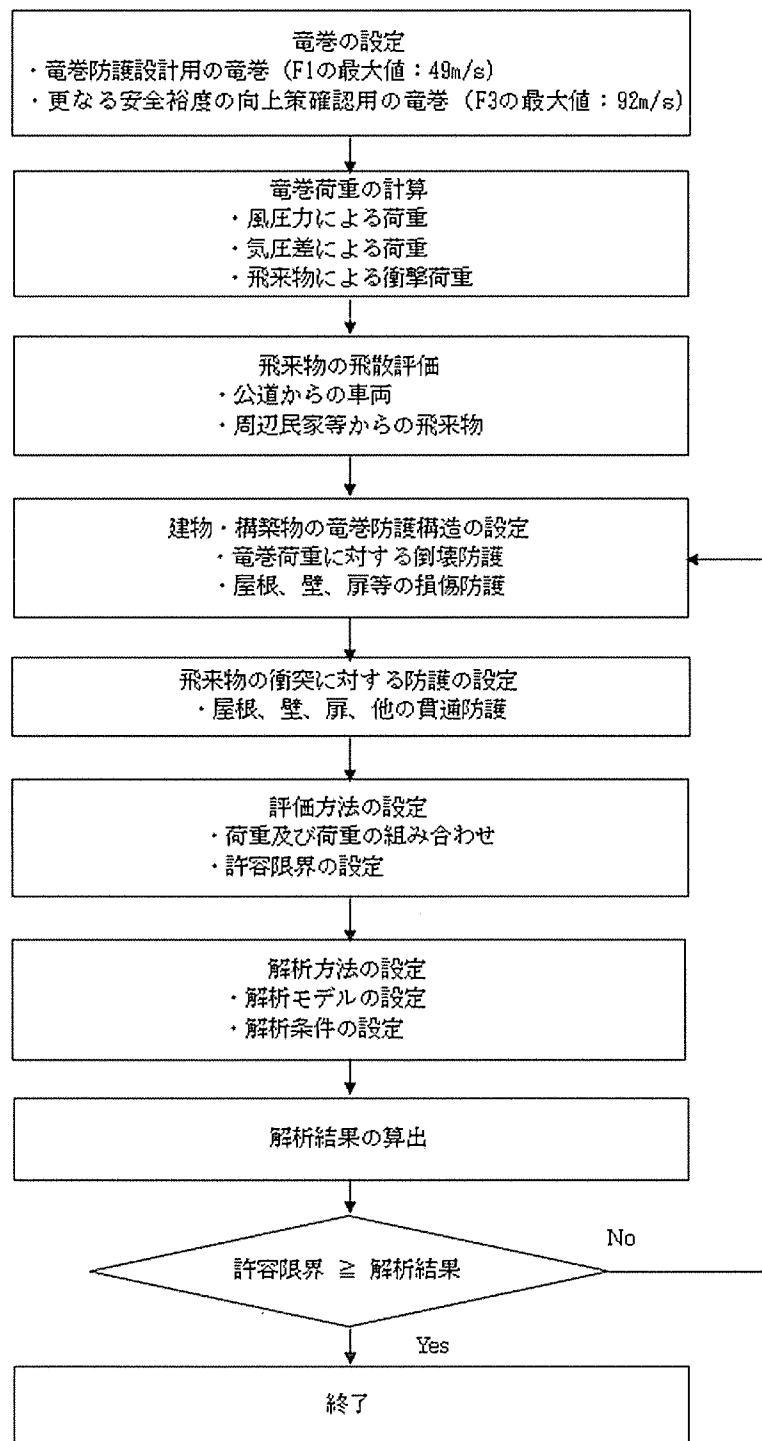 竜巻の設定
・竜巻防護設計用の竜巻（F1の最大値：49m/s）
・更なる安全裕度の向上策確認用の竜巻（F3の最大値：92m/s）
竜巻荷重の計算
・風圧力による荷重
・気圧差による荷重
・飛来物による衝撃荷重
飛来物の飛散評価
・公道からの車両
・周辺民家等からの飛来物
建物・構築物の竜巻防護構造の設定
・竜巻荷重に対する倒壊防護
・屋根、壁、扉等の損傷防護
飛来物の衝突に対する防護の設定
・屋根、壁、扉、他の貫通防護
評価方法の設定
・荷重及び荷重の組み合わせ
・許容限界の設定
解析方法の設定
・解析モデルの設定
・解析条件の設定
解析結果の算出
許容限界 ≧ 解析結果
No
Yes
終了